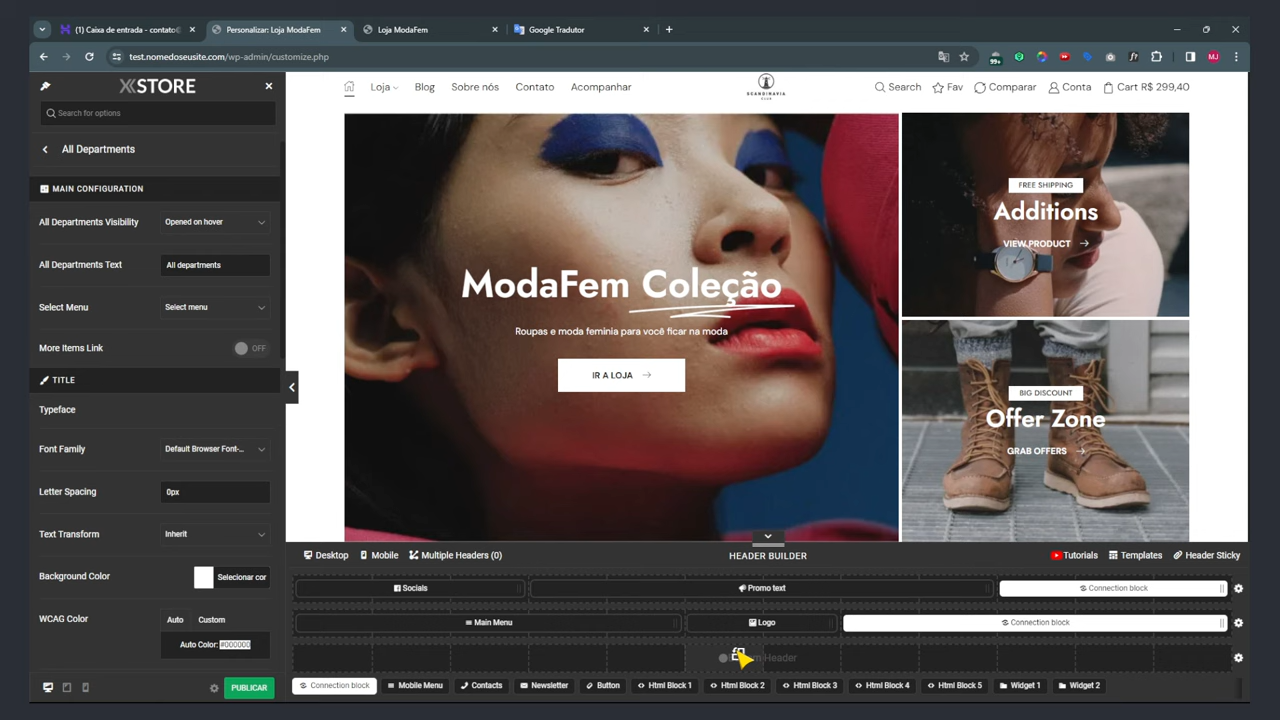 (1) Caixa de entrada - contato@
Personalizar: Loja ModaFem
Loja ModaFem
Google Tradutor
test.nomedoseusite.com/wp-admin/customize.php
99+
MJ
XSTORE
Search for options
All Departments
MAIN CONFIGURATION
All Departments Visibility
Opened on hover
All Departments Text
All departments
Select Menu
Select menu
More Items Link
OFF
TITLE
Typeface
Font Family
Default Browser Font-...
Letter Spacing
0px
Text Transform
Inherit
Background Color
Selecionar cor
WCAG Color
Auto
Custom
Auto Color: #000000
PUBLICAR
Loja
Blog
Sobre nós
Contato
Acompanhar
SCANDINAVIA
CLUB
Search
Fav
Comparar
Conta
Cart R$ 299,40
ModaFem Coleção
Roupas e moda feminia para você ficar na moda
IR A LOJA
FREE SHIPPING
Additions
VIEW PRODUCT
BIG DISCOUNT
Offer Zone
GRAB OFFERS
Desktop
Mobile
Multiple Headers (0)
HEADER BUILDER
Tutorials
Templates
Header Sticky
Socials
Promo text
Connection block
Main Menu
Logo
Connection block
Header
Connection block
Mobile Menu
Contacts
Newsletter
Button
Html Block 1
Html Block 2
Html Block 3
Html Block 4
Html Block 5
Widget 1
Widget 2